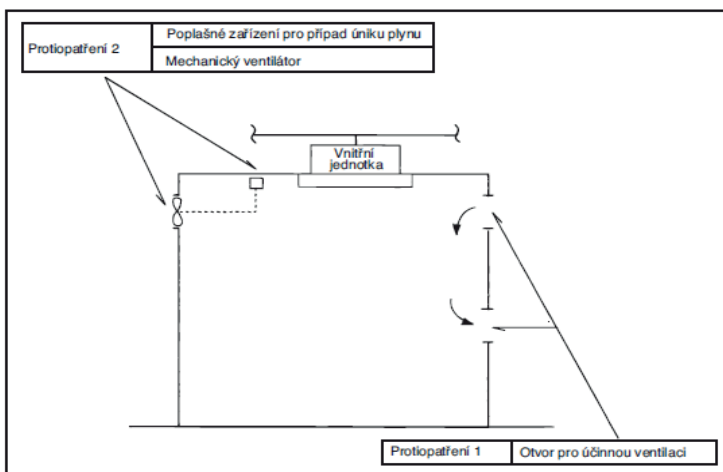 Protiopatření 2
Poplašné zařízení pro případ úniku plynu
Mechanický ventilátor
Vnitřní
jednotka
Protiopatření 1
Otvor pro účinnou ventilaci